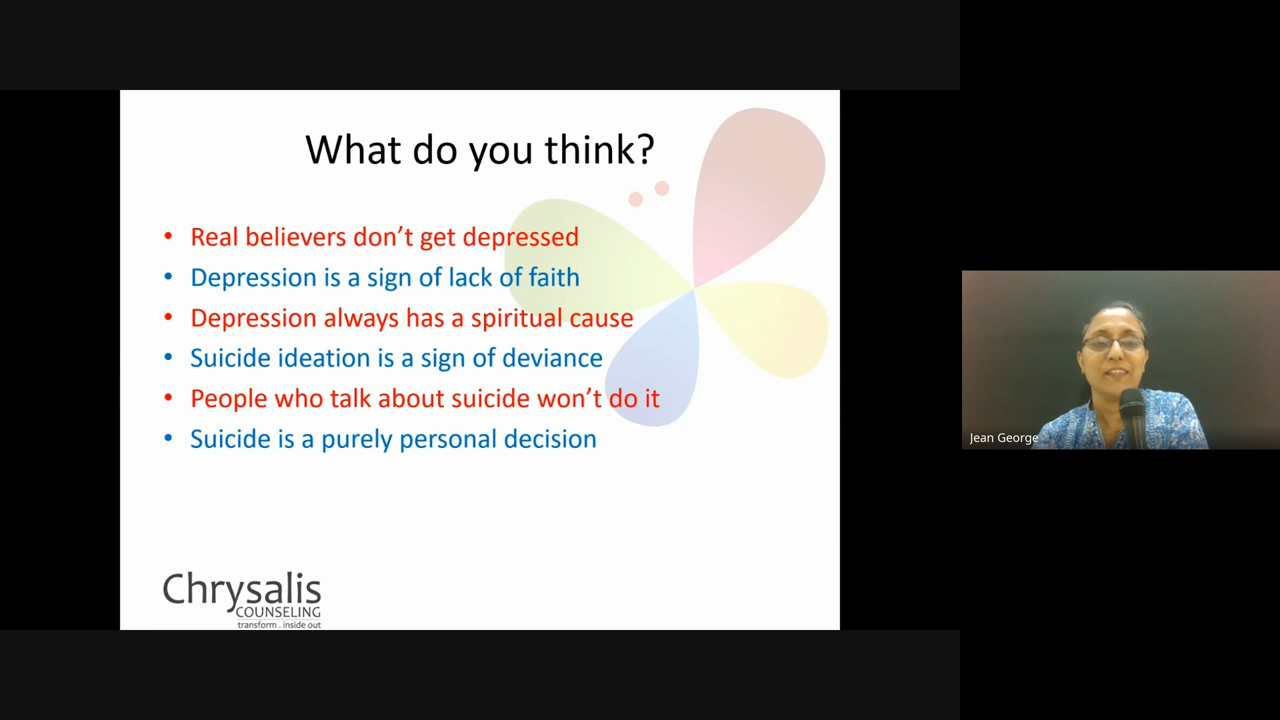 What do you think?
• Real believers don't get depressed
• Depression is a sign of lack of faith
• Depression always has a spiritual cause
• Suicide ideation is a sign of deviance
• People who talk about suicide won't do it
• Suicide is a purely personal decision
Chrysalis
COUNSELING
transform . inside out
Jean George